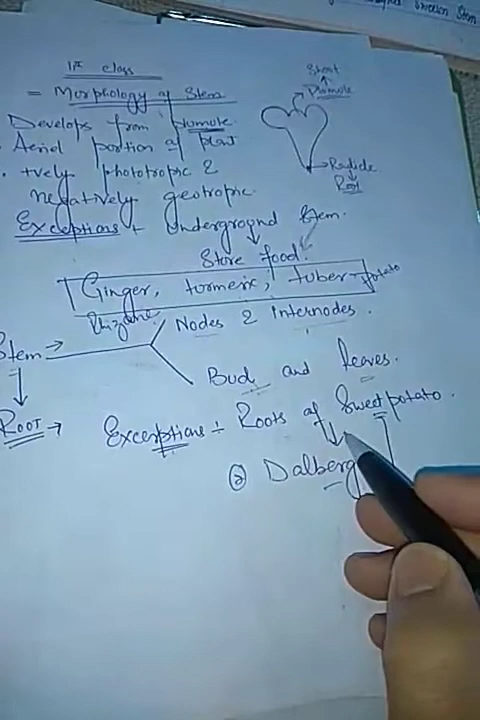 Ist class
= Morphology of Stem
Shoot
Plumule
Develops from plumule.
Aerial portion of plant
Radicle
Root
. +vely phototropic &
negatively geotropic.
Exceptions ÷ Underground stem.
Store food.
Ginger, turmeric, tuber-potato
Rhizome
Nodes & Internodes.
Stem →
Bud and leaves.
Root → Exceptions ÷ Roots of Sweet potato.
② Dalberg